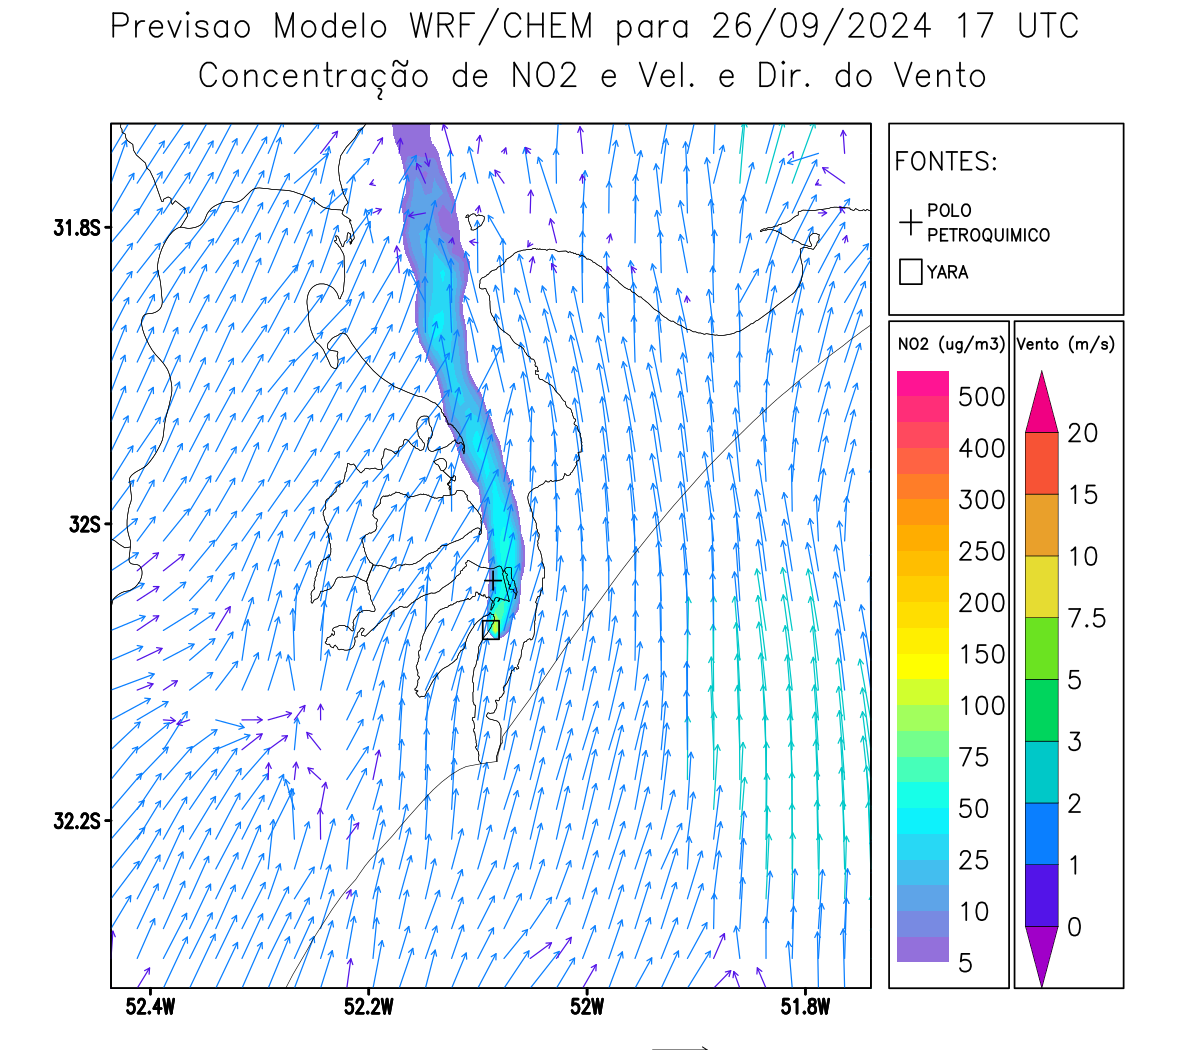 Previsao Modelo WRF/CHEM para 26/09/2024 17 UTC
Concentração de NO2 e Vel. e Dir. do Vento
FONTES:
POLO
PETROQUIMICO
YARA
NO2 (ug/m3)
500
400
300
250
200
150
100
75
50
25
10
5
Vento (m/s)
20
15
10
7.5
5
3
2
1
0
31.8S
32S
32.2S
52.4W
52.2W
52W
51.8W